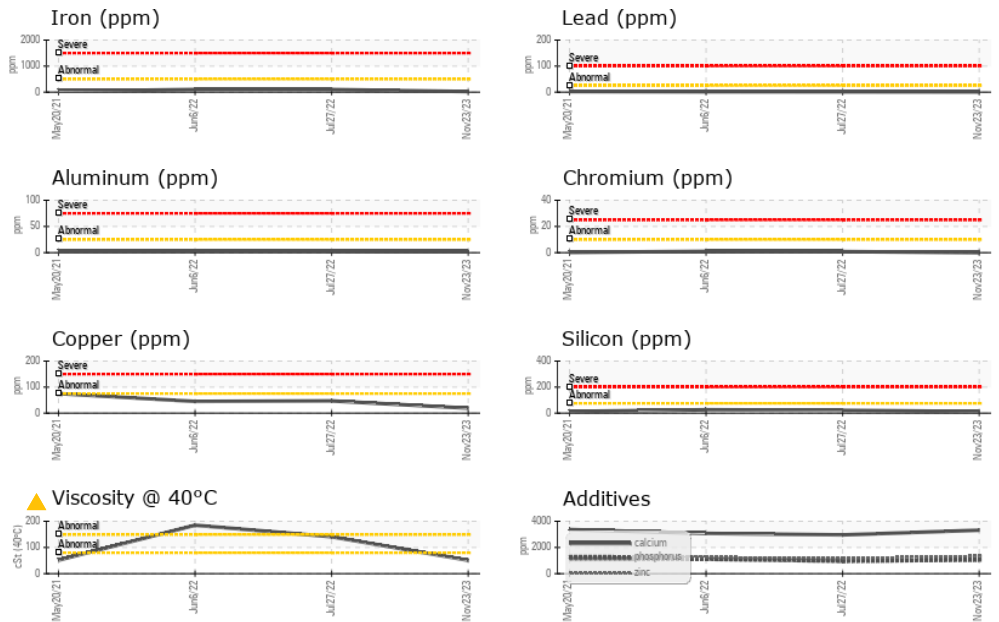 Iron (ppm)
2000
1000
0
ppm
Severe
Abnormal
May20/21
Jun6/22
Jul27/22
Nov23/23
Lead (ppm)
200
100
0
ppm
Severe
Abnormal
May20/21
Jun6/22
Jul27/22
Nov23/23
Aluminum (ppm)
100
50
0
ppm
Severe
Abnormal
May20/21
Jun6/22
Jul27/22
Nov23/23
Chromium (ppm)
40
20
0
ppm
Severe
Abnormal
May20/21
Jun6/22
Jul27/22
Nov23/23
Copper (ppm)
200
100
0
ppm
Severe
Abnormal
May20/21
Jun6/22
Jul27/22
Nov23/23
Silicon (ppm)
400
200
0
ppm
Severe
Abnormal
May20/21
Jun6/22
Jul27/22
Nov23/23
Viscosity @ 40°C
200
100
0
cSt (40°C)
Abnormal
Abnormal
May20/21
Jun6/22
Jul27/22
Nov23/23
Additives
4000
2000
0
ppm
calcium
phosphorus
zinc
May20/21
Jun6/22
Jul27/22
Nov23/23